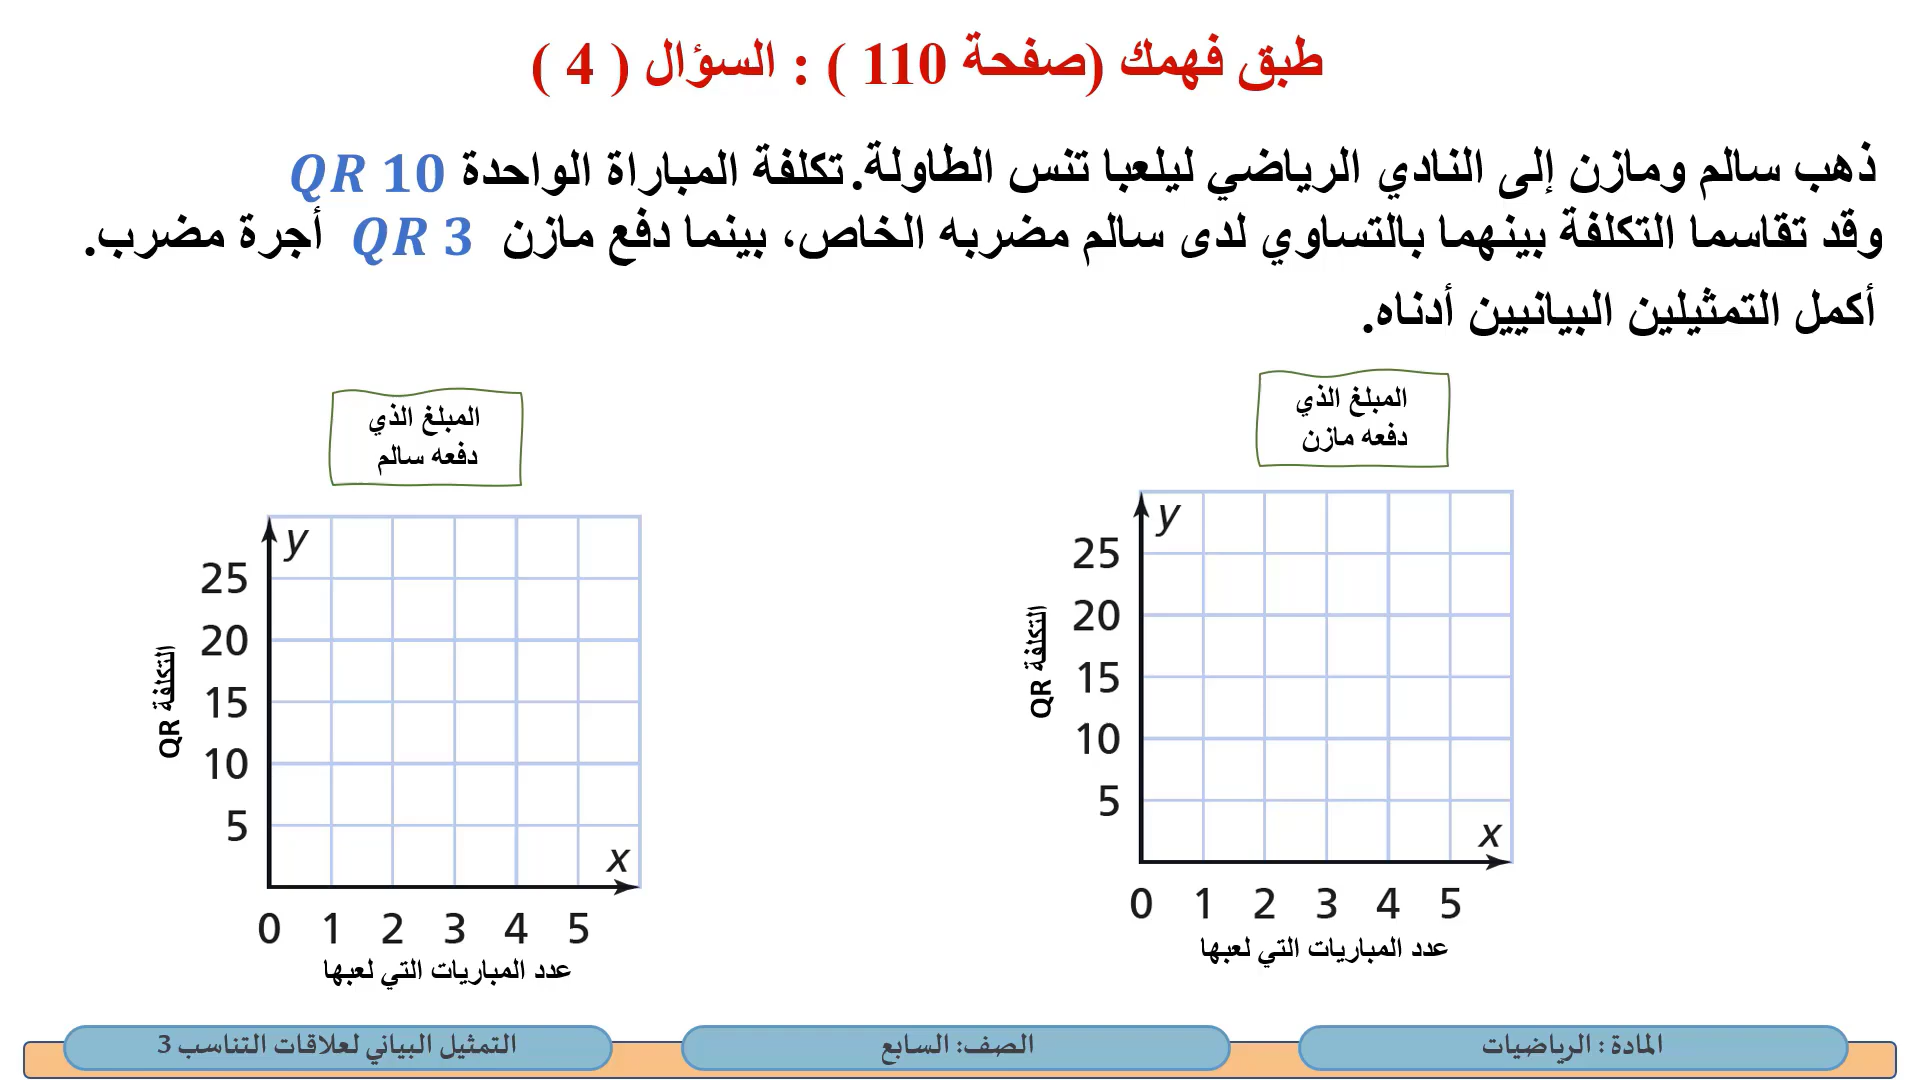 طبق فهمك (صفحة 110 ) : السؤال ( 4 )
ذهب سالم ومازن إلى النادي الرياضي ليلعبا تنس الطاولة. تكلفة المباراة الواحدة QR 10
وقد تقاسما التكلفة بينهما بالتساوي لدى سالم مضربه الخاص، بينما دفع مازن QR 3 أجرة مضرب.
أكمل التمثيلين البيانيين أدناه.
المبلغ الذي
دفعه مازن
y
25
20
15
10
5
x
0 1 2 3 4 5
التكلفة QR
عدد المباريات التي لعبها
المبلغ الذي
دفعه سالم
y
25
20
15
10
5
x
0 1 2 3 4 5
التكلفة QR
عدد المباريات التي لعبها
المادة : الرياضيات
الصف: السابع
التمثيل البياني لعلاقات التناسب 3